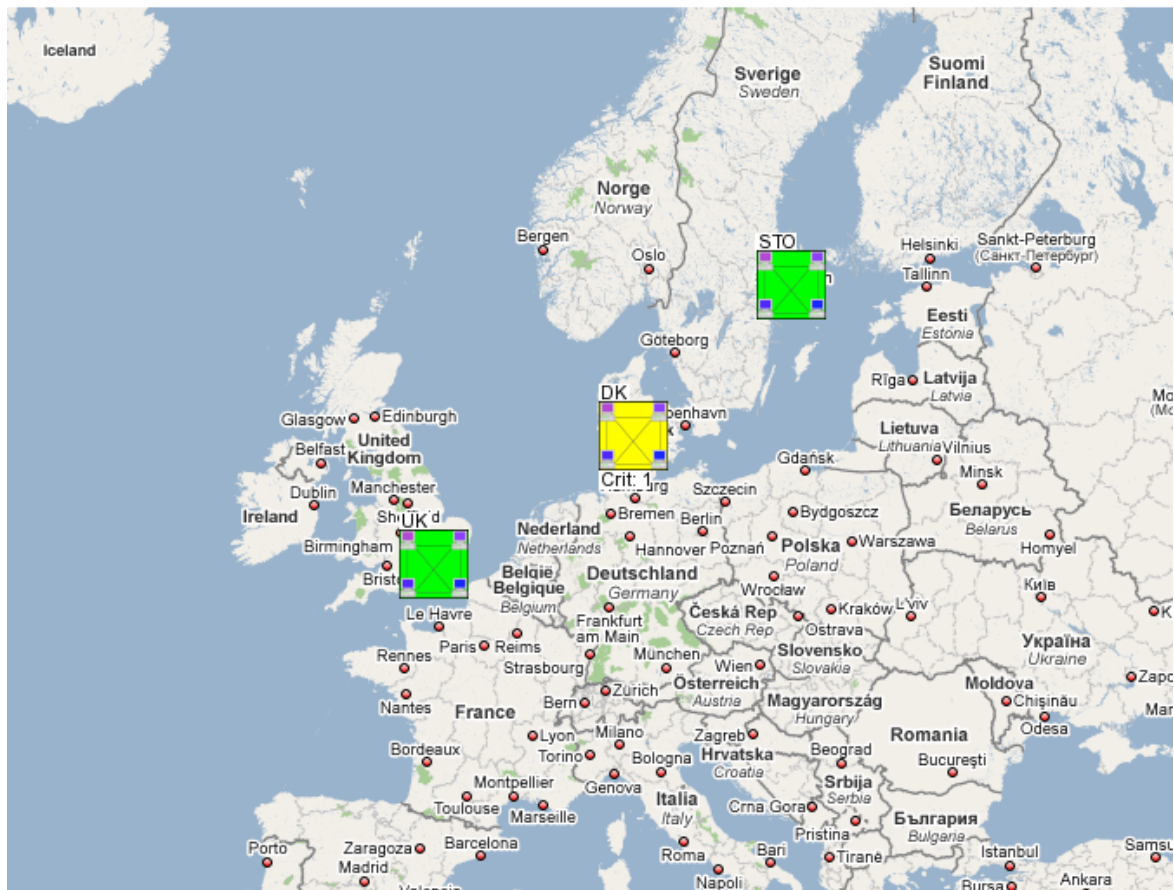 Iceland
Suomi
Finland
Sverige
Sweden
Norge
Norway
Bergen
Oslo
STO
Helsinki
Sankt-Peterburg
(Санкт-Петербург)
Tallinn
Eesti
Estonia
Göteborg
Rīga
Latvija
Latvia
DK
Glasgow
Edinburgh
United
Kingdom
Lietuva
Lithuania
Vilnius
Belfast
Gdańsk
Minsk
Crit: 1
Manchester
Szczecin
Dublin
Bremen
Bydgoszcz
Беларусь
Belarus
Ireland
UK
Nederland
Netherlands
Berlin
Hannover
Poznań
Polska
Poland
Warszawa
Homyel
Birmingham
België
Belgique
Belgium
Deutschland
Germany
Wrocław
Київ
Le Havre
Frankfurt
am Main
Česká Rep
Czech Rep
Kraków
L'viv
Ostrava
Paris
Reims
Україна
Ukraine
Rennes
Strasbourg
München
Wien
Slovensko
Slovakia
Nantes
Zürich
Bern
Österreich
Austria
Magyarország
Hungary
Moldova
Chișinău
Odesa
France
Lyon
Milano
Zagreb
Hrvatska
Croatia
Beograd
Romania
București
Bordeaux
Torino
Bologna
Genova
Srbija
Serbia
Montpellier
Toulouse
Marseille
Italia
Italy
Crna Gora
България
Bulgaria
Pristina
Porto
Zaragoza
Barcelona
Madrid
Roma
Bari
Tiranë
Istanbul
Napoli
Bursa
Ankara